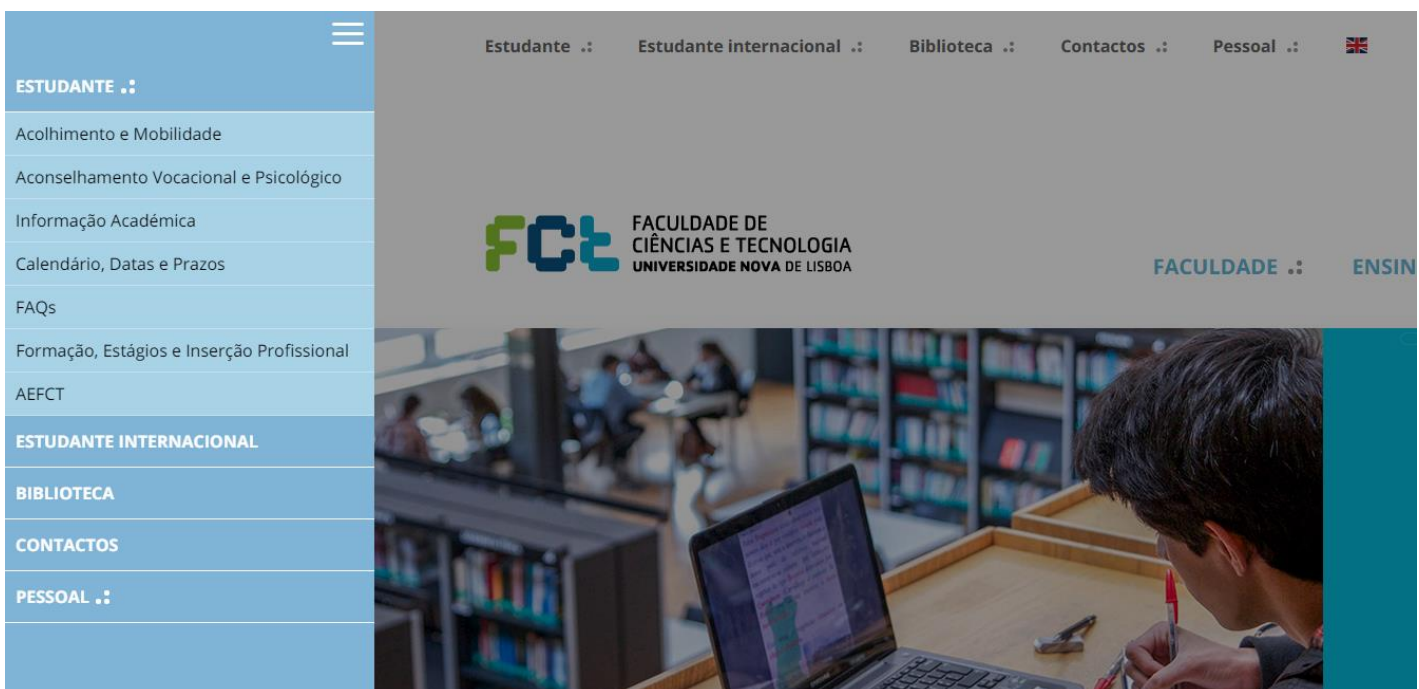 ESTUDANTE .:
Acolhimento e Mobilidade
Aconselhamento Vocacional e Psicológico
Informação Académica
Calendário, Datas e Prazos
FAQs
Formação, Estágios e Inserção Profissional
AEFCT
ESTUDANTE INTERNACIONAL
BIBLIOTECA
CONTACTOS
PESSOAL .:
Estudante .: Estudante internacional .: Biblioteca .: Contactos .: Pessoal .:
FCt
FACULDADE DE
CIÊNCIAS E TECNOLOGIA
UNIVERSIDADE NOVA DE LISBOA
FACULDADE .: ENSIN